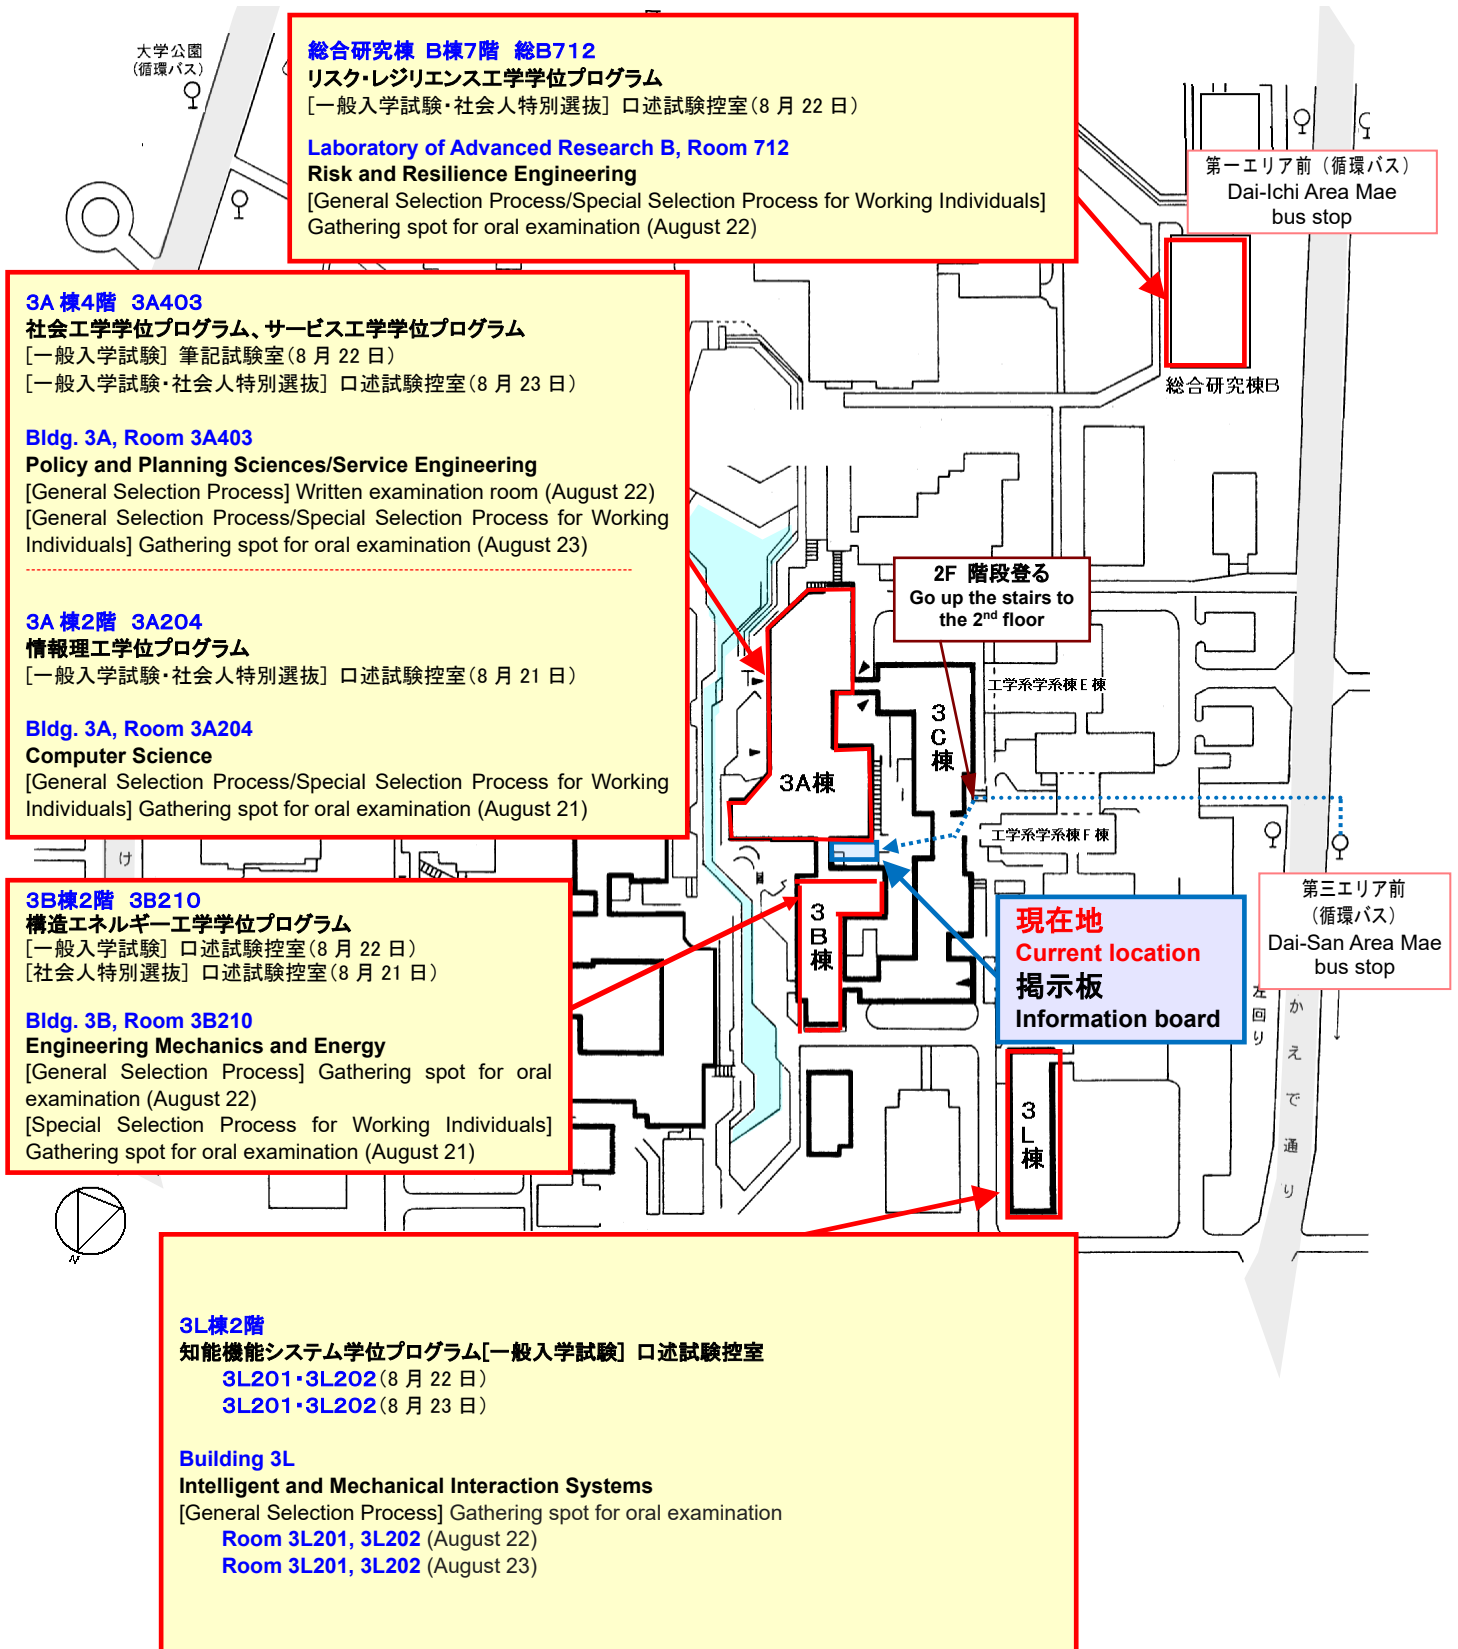 大学公園
(循環バス)
総合研究棟 B棟7階 総B712
リスク・レジリエンス工学学位プログラム
[一般入学試験・社会人特別選抜] 口述試験控室(8 月 22 日)
Laboratory of Advanced Research B, Room 712
Risk and Resilience Engineering
[General Selection Process/Special Selection Process for Working Individuals]
Gathering spot for oral examination (August 22)
第一エリア前(循環バス)
Dai-Ichi Area Mae
bus stop
総合研究棟B
3A 棟4階 3A403
社会工学学位プログラム、サービス工学学位プログラム
[一般入学試験] 筆記試験室(8 月 22 日)
[一般入学試験・社会人特別選抜] 口述試験控室(8 月 23 日)
Bldg. 3A, Room 3A403
Policy and Planning Sciences/Service Engineering
[General Selection Process] Written examination room (August 22)
[General Selection Process/Special Selection Process for Working
Individuals] Gathering spot for oral examination (August 23)
3A 棟2階 3A204
情報理工学位プログラム
[一般入学試験・社会人特別選抜] 口述試験控室(8 月 21 日)
Bldg. 3A, Room 3A204
Computer Science
[General Selection Process/Special Selection Process for Working
Individuals] Gathering spot for oral examination (August 21)
2F 階段登る
Go up the stairs to
the 2nd floor
工学系学系棟E棟
3C棟
3A棟
工学系学系棟F棟
け
3B棟2階 3B210
構造エネルギー工学学位プログラム
[一般入学試験] 口述試験控室(8 月 22 日)
[社会人特別選抜] 口述試験控室(8 月 21 日)
Bldg. 3B, Room 3B210
Engineering Mechanics and Energy
[General Selection Process] Gathering spot for oral
examination (August 22)
[Special Selection Process for Working Individuals]
Gathering spot for oral examination (August 21)
3B棟
現在地
Current location
掲示板
Information board
第三エリア前
(循環バス)
Dai-San Area Mae
bus stop
左回り
かえで通り
3L棟
N
3L棟2階
知能機能システム学位プログラム[一般入学試験] 口述試験控室
3L201・3L202(8 月 22 日)
3L201・3L202(8 月 23 日)
Building 3L
Intelligent and Mechanical Interaction Systems
[General Selection Process] Gathering spot for oral examination
Room 3L201, 3L202 (August 22)
Room 3L201, 3L202 (August 23)